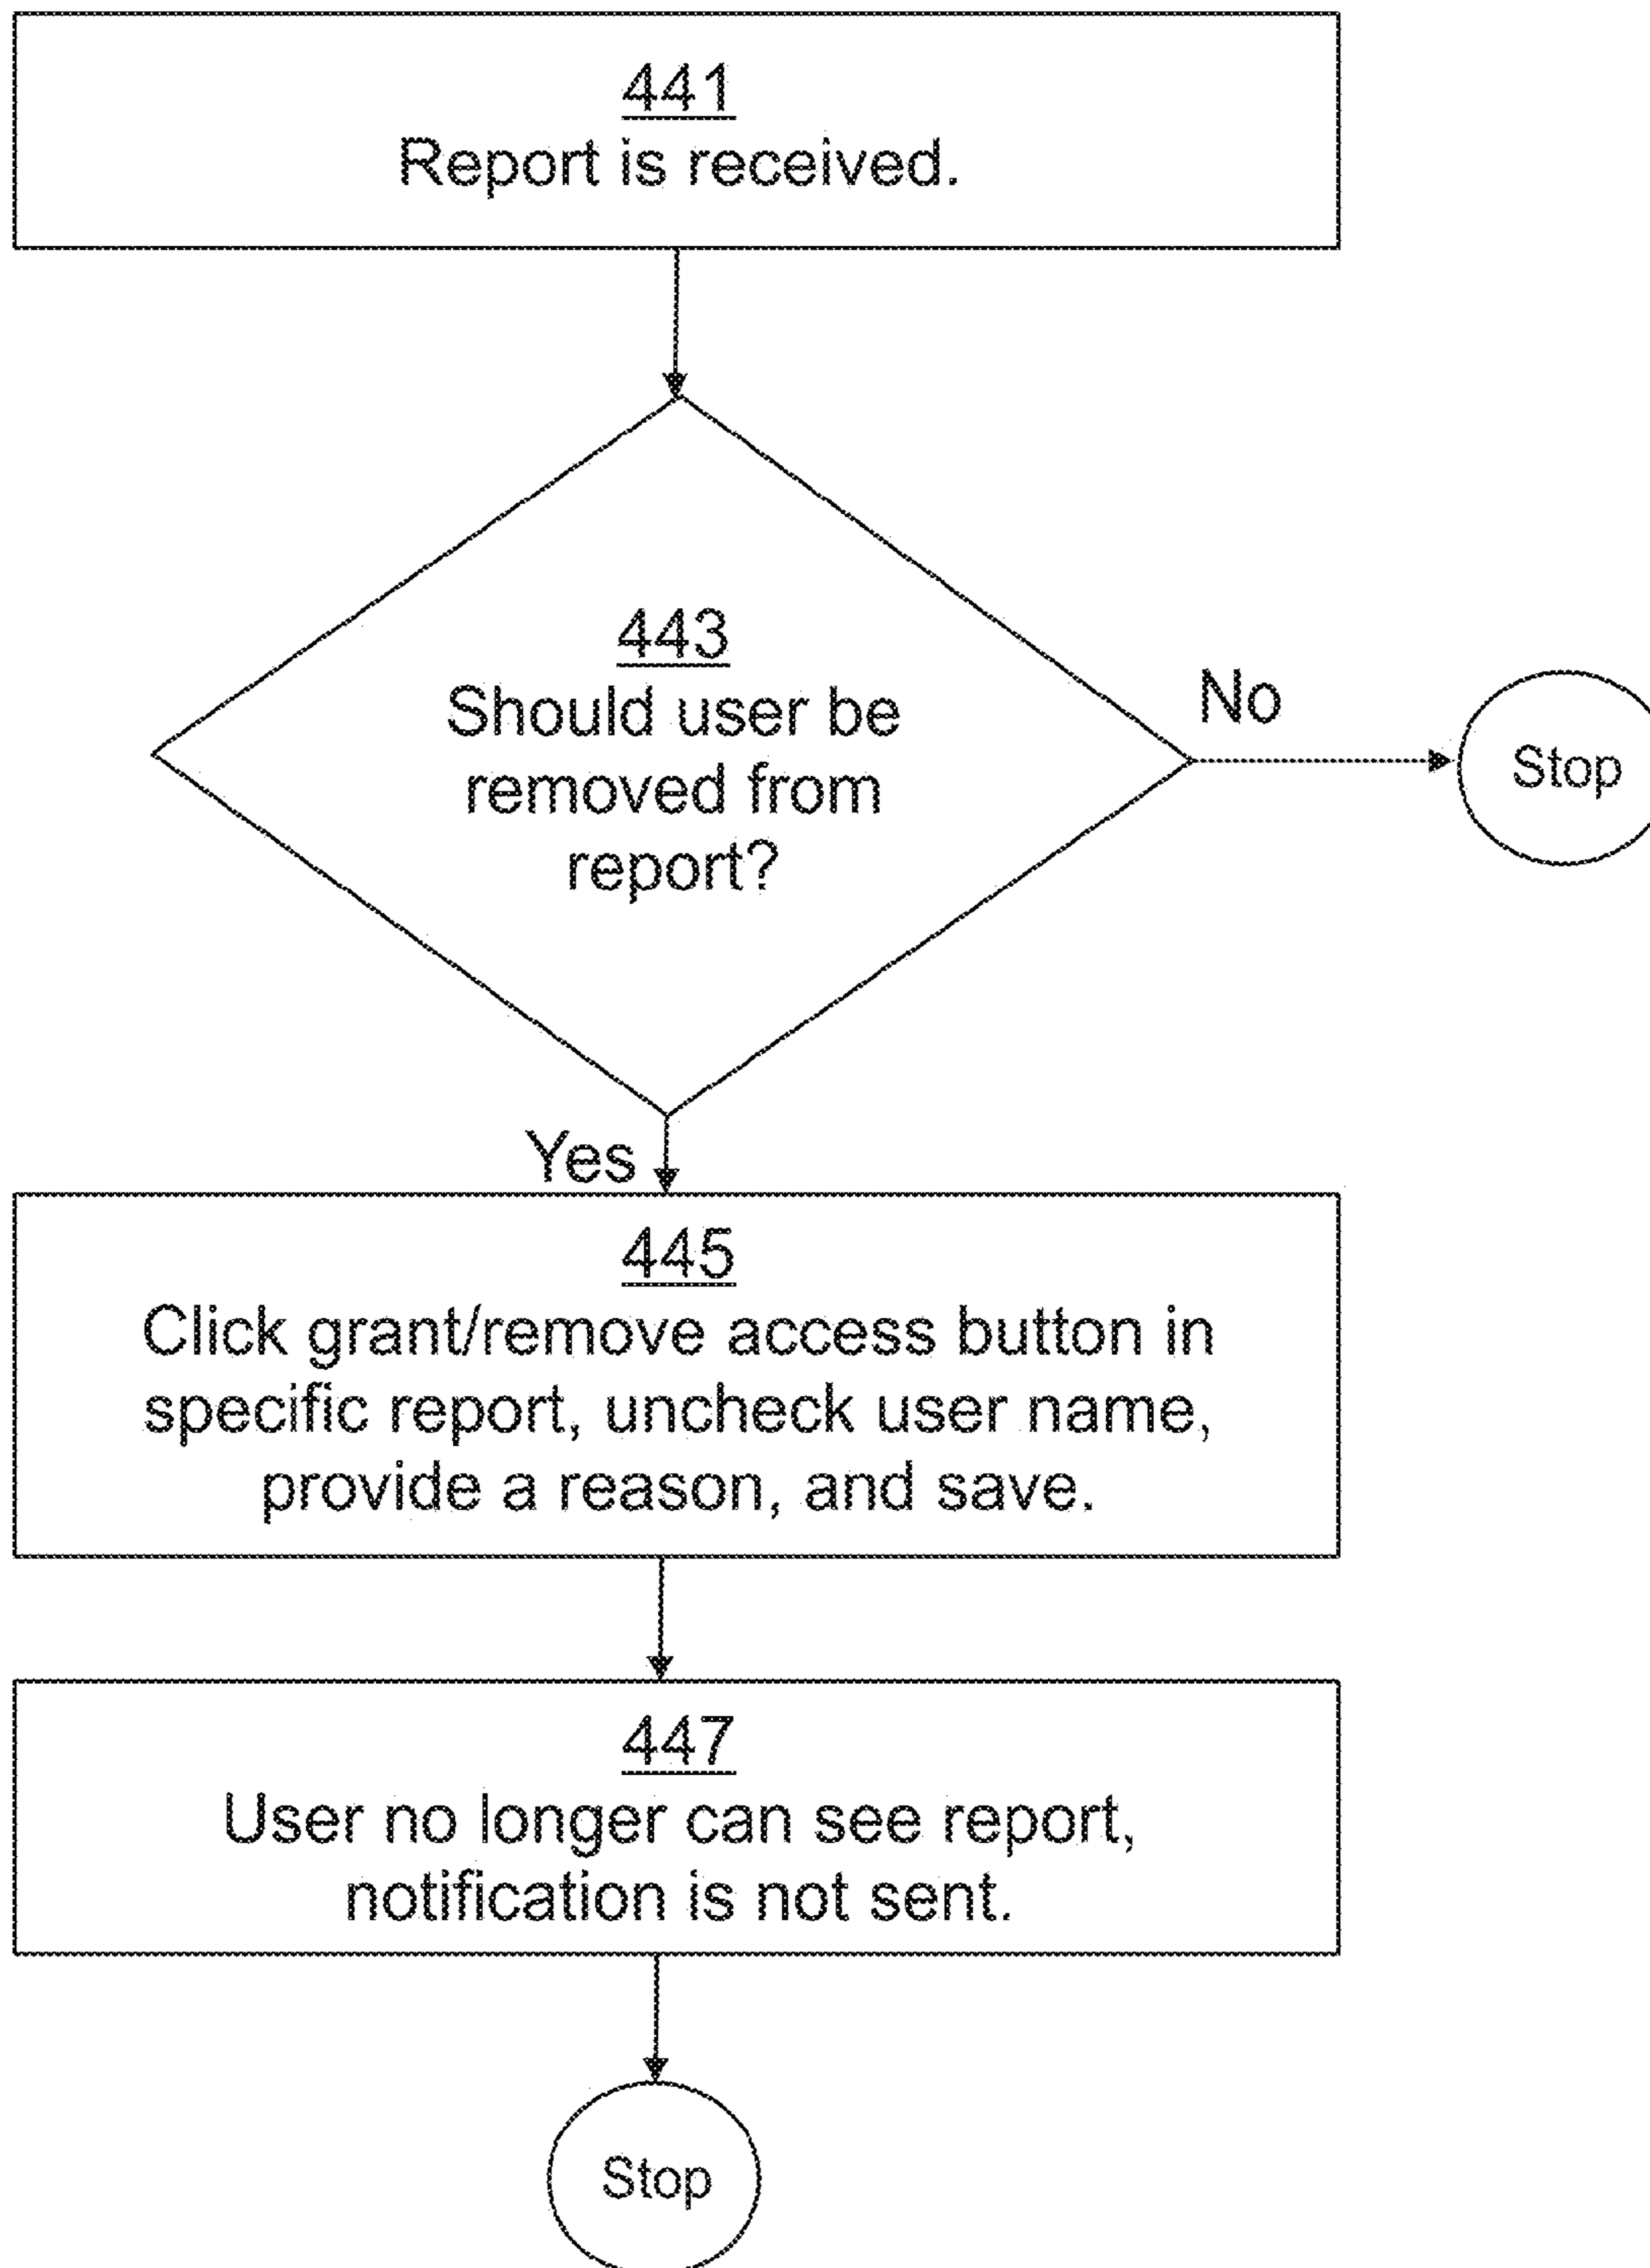 441
Report is received.
443
Should user be
removed from
report?
No
Stop
Yes
445
Click grant/remove access button in
specific report, uncheck user name,
provide a reason, and save.
447
User no longer can see report,
notification is not sent.
Stop